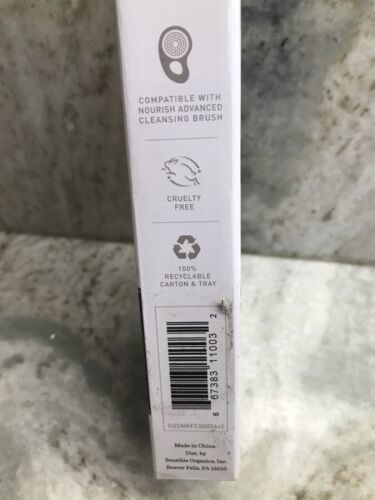 COMPATIBLE WITH
NOURISH ADVANCED
CLEANSING BRUSH
CRUELTY
FREE
100%
RECYCLABLE
CARTON & TRAY
6 67383 11003 2
Made in China.
Dist. by
Sensible Organics, Inc.
Beaver Falls, PA 15010